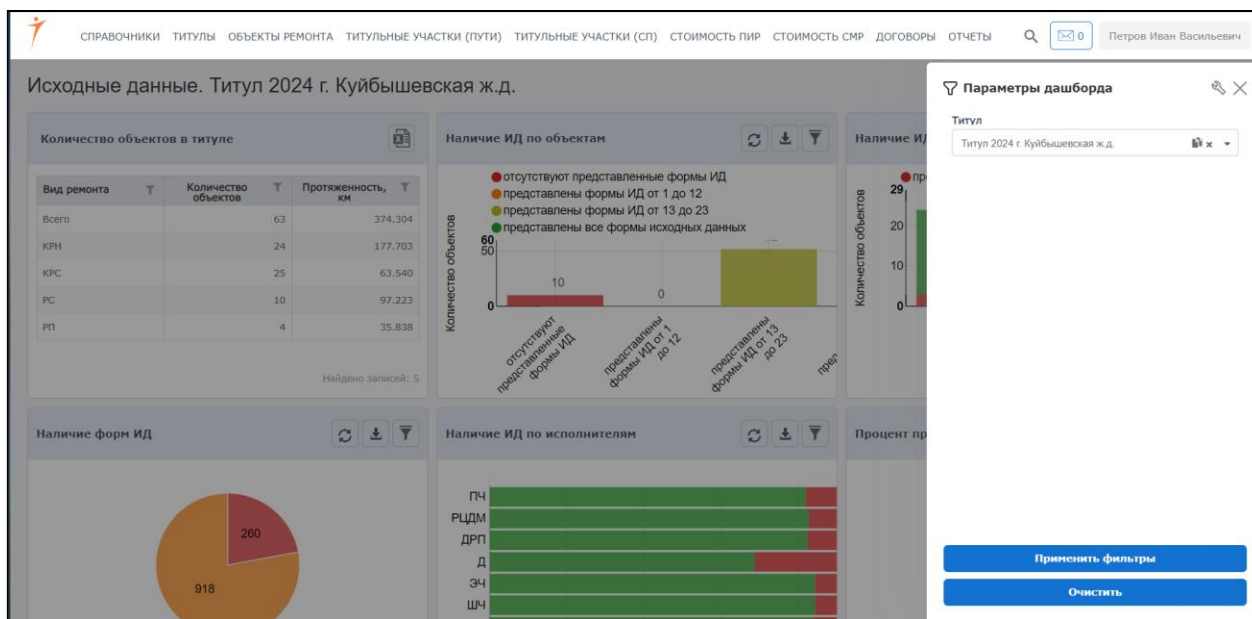 СПРАВОЧНИКИ ТИТУЛЫ ОБЪЕКТЫ РЕМОНТА ТИТУЛЬНЫЕ УЧАСТКИ (ПУТИ) ТИТУЛЬНЫЕ УЧАСТКИ (СП) СТОИМОСТЬ ПИР СТОИМОСТЬ СМР ДОГОВОРЫ ОТЧЕТЫ 0 Петров Иван Васильевич
Исходные данные. Титул 2024 г. Куйбышевская ж.д.
Количество объектов в титуле
Вид ремонта Количество объектов Протяженность, км
Всего 63 374.304
КРН 24 177.703
КРС 25 63.540
РС 10 97.223
РП 4 35.838
Найдено записей: 5
Наличие ИД по объектам
отсутствуют представленные формы ИД
представлены формы ИД от 1 до 12
представлены формы ИД от 13 до 23
представлены все формы исходных данных
Количество объектов
60
50
10
0
0
отсутствуют
представленные
формы ИД
представлены
формы ИД от 1
до 12
представлены
формы ИД от 13
до 23
пред
Наличие ИД
пр
Количество объектов
29
20
10
0
Наличие форм ИД
260
918
Наличие ИД по исполнителям
ПЧ
РЦДМ
ДРП
Д
ЭЧ
ШЧ
Процент пр
Параметры дашборда
Титул
Титул 2024 г. Куйбышевская ж.д.
Применить фильтры
Очистить